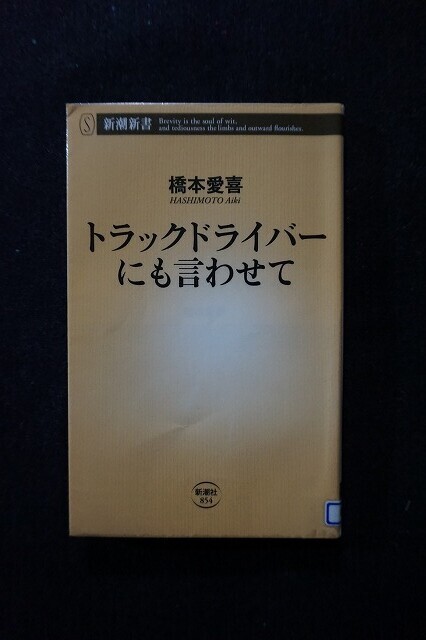 S
新潮新書
Brevity is the soul of wit,
and tediousness the limbs and outward flourishes.
橋本愛喜
HASHIMOTO Aiki
トラックドライバー
にも言わせて
新潮社
854